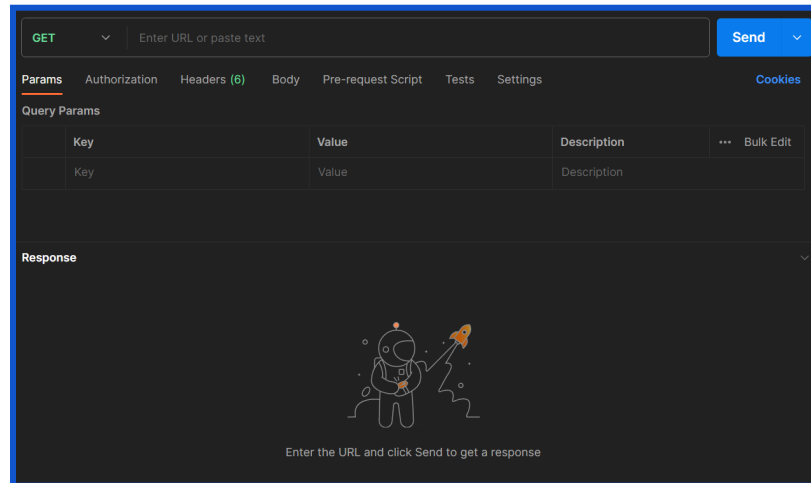 GET Enter URL or paste text Send
Params Authorization Headers (6) Body Pre-request Script Tests Settings Cookies
Query Params
Key Value Description ••• Bulk Edit
Key Value Description
Response
Enter the URL and click Send to get a response